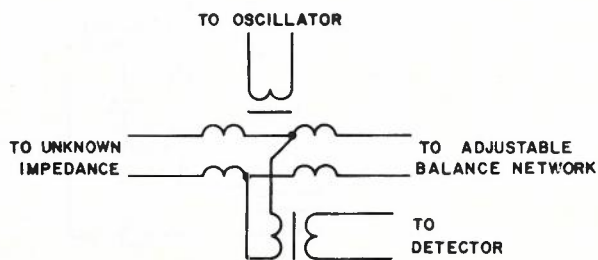 TO OSCILLATOR
TO UNKNOWN
IMPEDANCE
TO ADJUSTABLE
BALANCE NETWORK
TO
DETECTOR